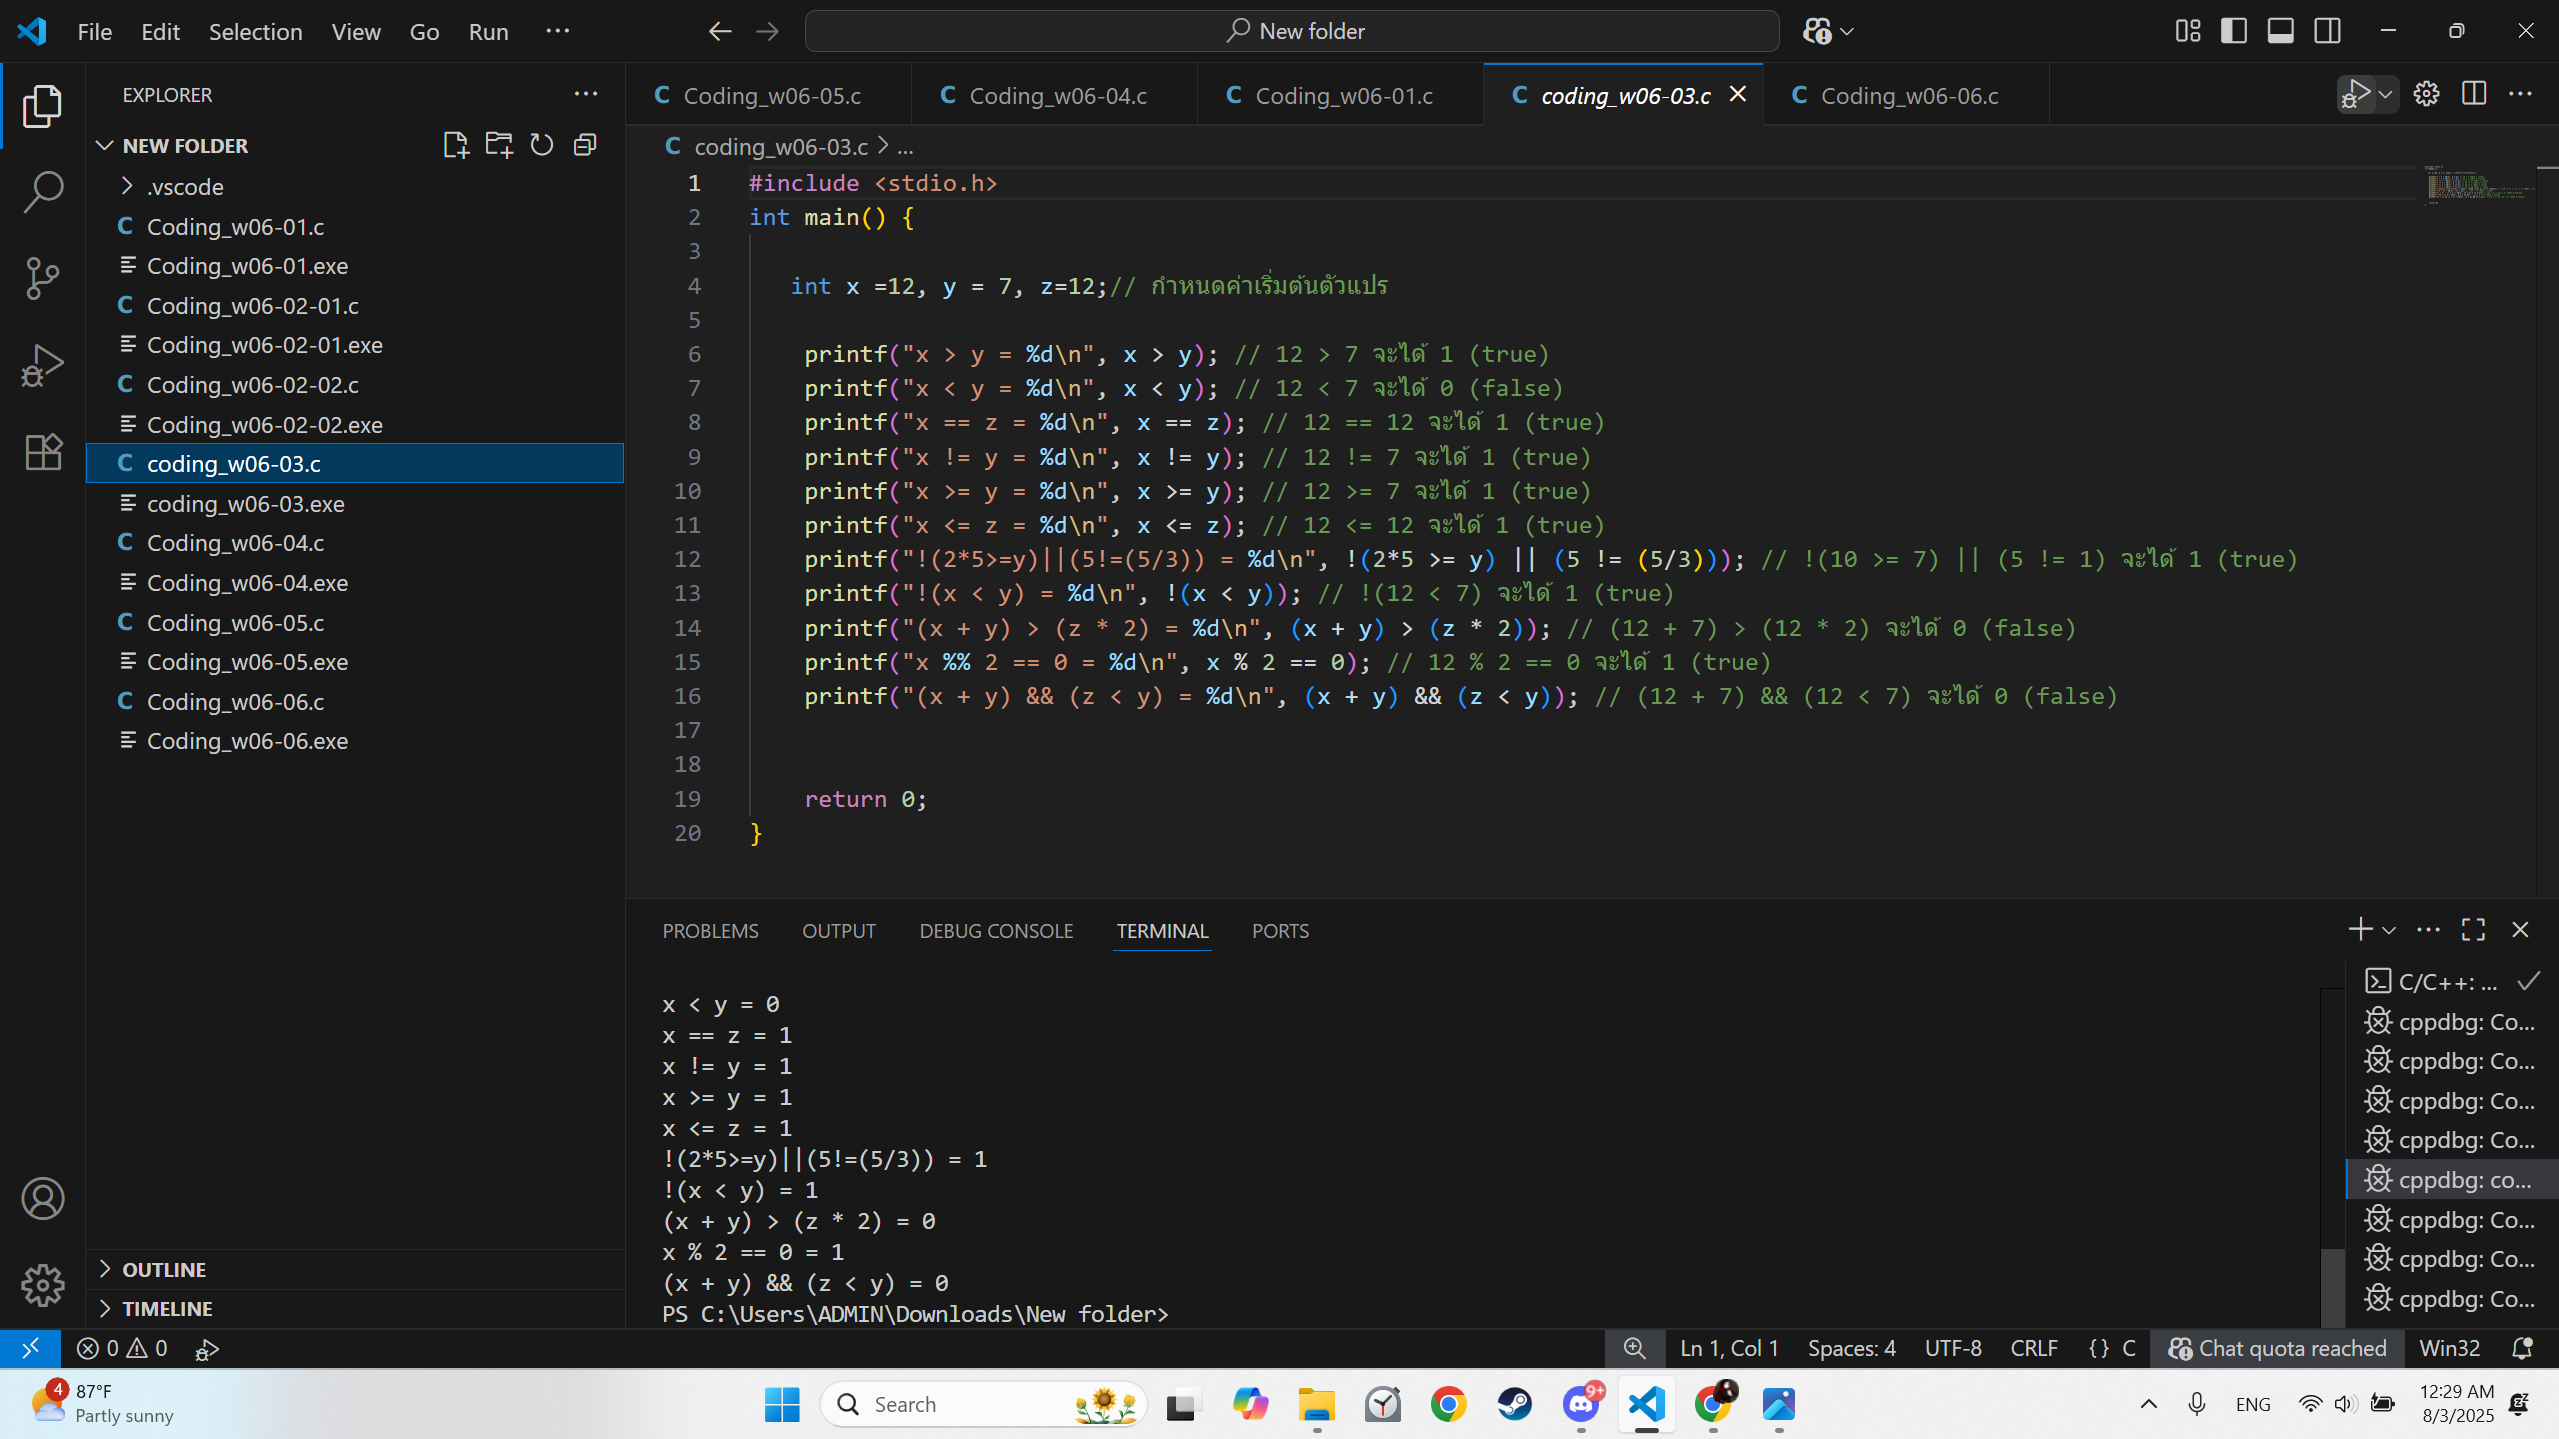 File Edit Selection View Go Run ··· New folder
EXPLORER ···
NEW FOLDER
.vscode
C Coding_w06-01.c
Coding_w06-01.exe
C Coding_w06-02-01.c
Coding_w06-02-01.exe
C Coding_w06-02-02.c
Coding_w06-02-02.exe
C coding_w06-03.c
coding_w06-03.exe
C Coding_w06-04.c
Coding_w06-04.exe
C Coding_w06-05.c
Coding_w06-05.exe
C Coding_w06-06.c
Coding_w06-06.exe
OUTLINE
TIMELINE
C Coding_w06-05.c C Coding_w06-04.c C Coding_w06-01.c C coding_w06-03.c C Coding_w06-06.c
C coding_w06-03.c > ...
1 #include <stdio.h>
2 int main() {
3
4 int x =12, y = 7, z=12;// กำหนดค่าเริ่มต้นตัวแปร
5
6 printf("x > y = %d\n", x > y); // 12 > 7 จะได้ 1 (true)
7 printf("x < y = %d\n", x < y); // 12 < 7 จะได้ 0 (false)
8 printf("x == z = %d\n", x == z); // 12 == 12 จะได้ 1 (true)
9 printf("x != y = %d\n", x != y); // 12 != 7 จะได้ 1 (true)
10 printf("x >= y = %d\n", x >= y); // 12 >= 7 จะได้ 1 (true)
11 printf("x <= z = %d\n", x <= z); // 12 <= 12 จะได้ 1 (true)
12 printf("!(2*5>=y)||(5!=(5/3)) = %d\n", !(2*5 >= y) || (5 != (5/3))); // !(10 >= 7) || (5 != 1) จะได้ 1 (true)
13 printf("!(x < y) = %d\n", !(x < y)); // !(12 < 7) จะได้ 1 (true)
14 printf("(x + y) > (z * 2) = %d\n", (x + y) > (z * 2)); // (12 + 7) > (12 * 2) จะได้ 0 (false)
15 printf("x %% 2 == 0 = %d\n", x % 2 == 0); // 12 % 2 == 0 จะได้ 1 (true)
16 printf("(x + y) && (z < y) = %d\n", (x + y) && (z < y)); // (12 + 7) && (12 < 7) จะได้ 0 (false)
17
18
19 return 0;
20 }
PROBLEMS OUTPUT DEBUG CONSOLE TERMINAL PORTS
x < y = 0
x == z = 1
x != y = 1
x >= y = 1
x <= z = 1
!(2*5>=y)||(5!=(5/3)) = 1
!(x < y) = 1
(x + y) > (z * 2) = 0
x % 2 == 0 = 1
(x + y) && (z < y) = 0
PS C:\Users\ADMIN\Downloads\New folder>
C/C++: ...
cppdbg: Co...
cppdbg: Co...
cppdbg: Co...
cppdbg: Co...
cppdbg: co...
cppdbg: Co...
cppdbg: Co...
cppdbg: Co...
0 0 Ln 1, Col 1 Spaces: 4 UTF-8 CRLF {} C Chat quota reached Win32
4 87°F
Partly sunny
Search
9+
ENG
12:29 AM
8/3/2025